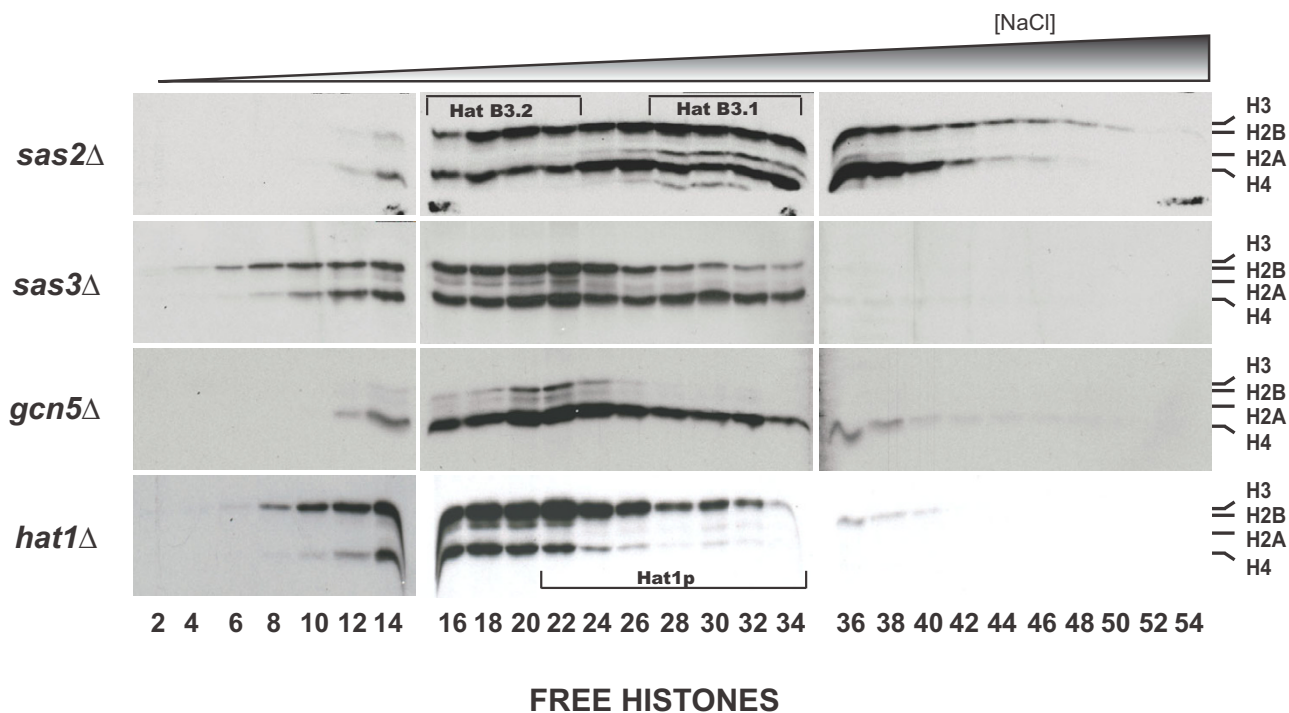 [NaCl]
Hat B3.2 Hat B3.1
sas2Δ
H3
H2B
H2A
H4
sas3Δ
H3
H2B
H2A
H4
gcn5Δ
H3
H2B
H2A
H4
hat1Δ
Hat1p
H3
H2B
H2A
H4
2 4 6 8 10 12 14 16 18 20 22 24 26 28 30 32 34 36 38 40 42 44 46 48 50 52 54
FREE HISTONES